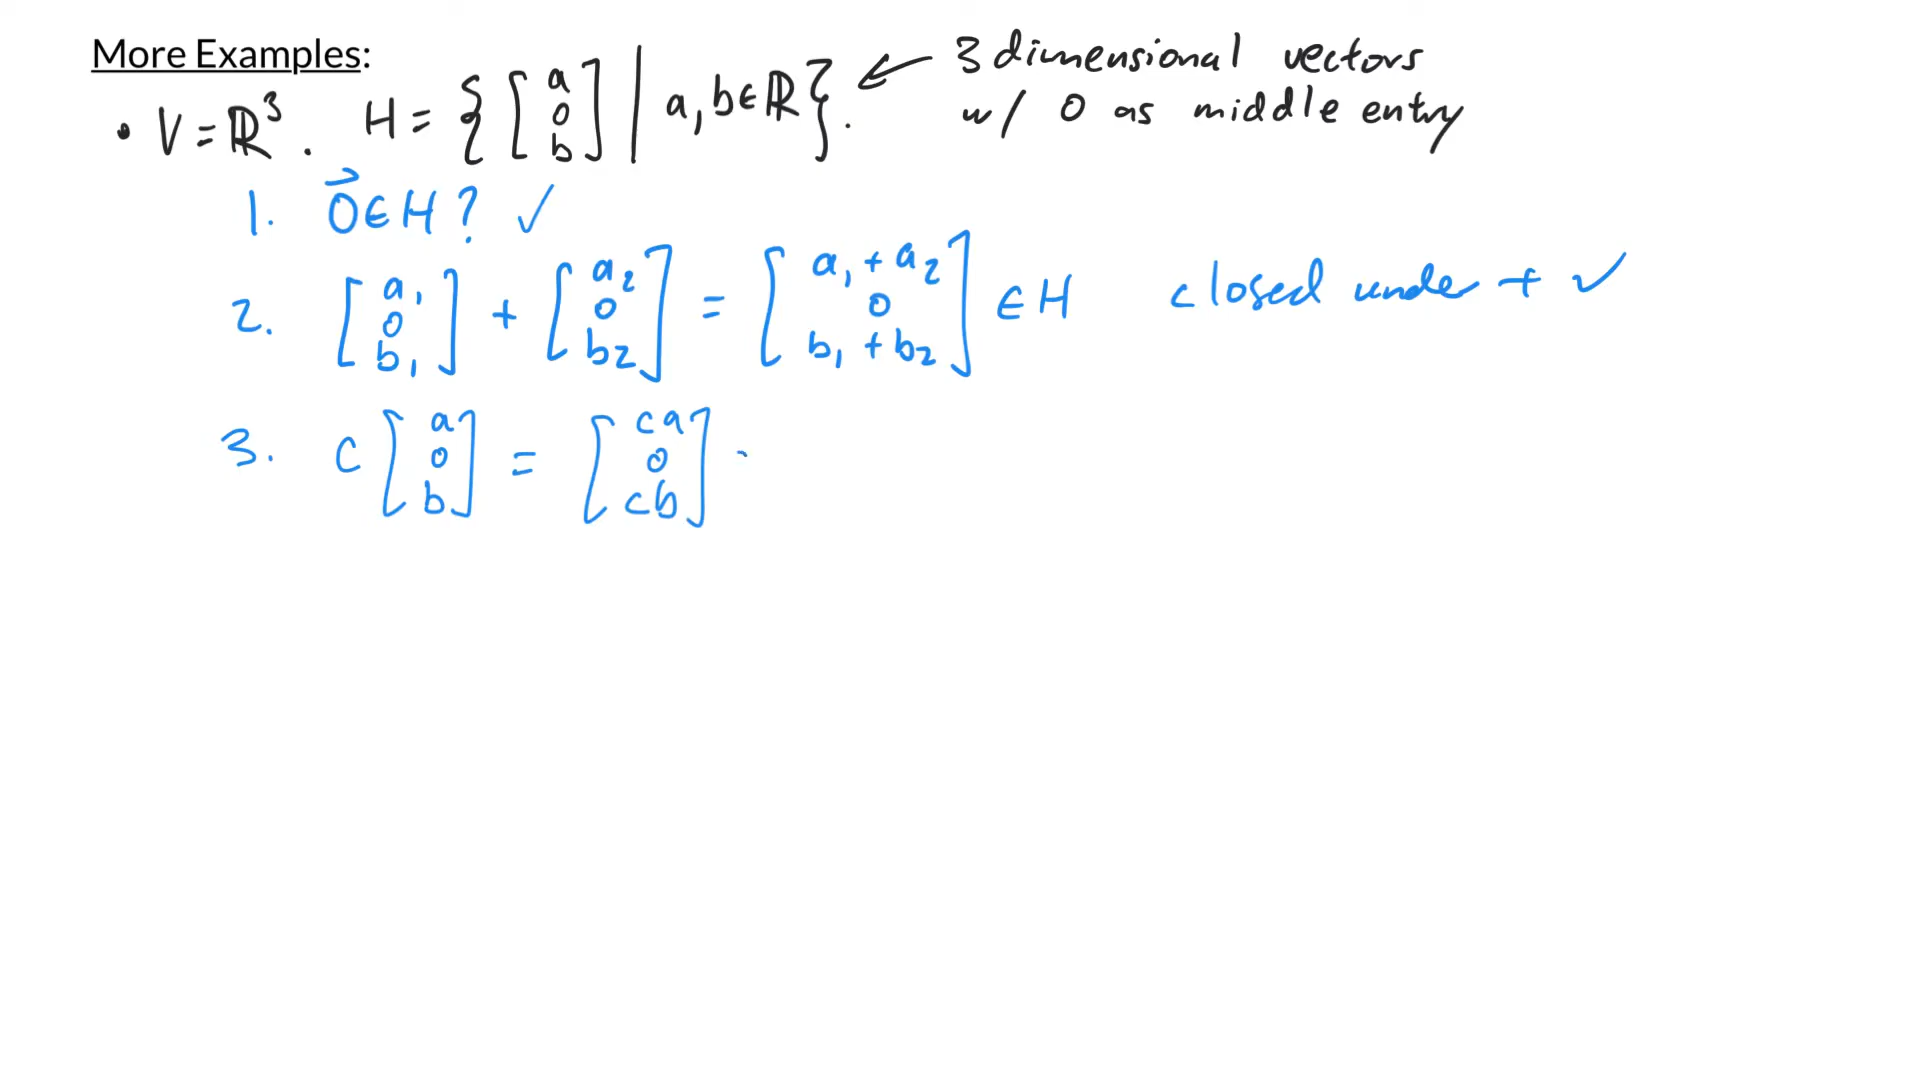 More Examples:
• V = ℝ³. H = { [a 0 b] | a, b ∈ ℝ }. ← 3 dimensional vectors
w/ 0 as middle entry
1. 0⃗ ∈ H ? ✓
2. [a₁ 0 b₁] + [a₂ 0 b₂] = [a₁ + a₂ 0 b₁ + b₂] ∈ H closed under + ✓
3. c [a 0 b] = [ca 0 cb]